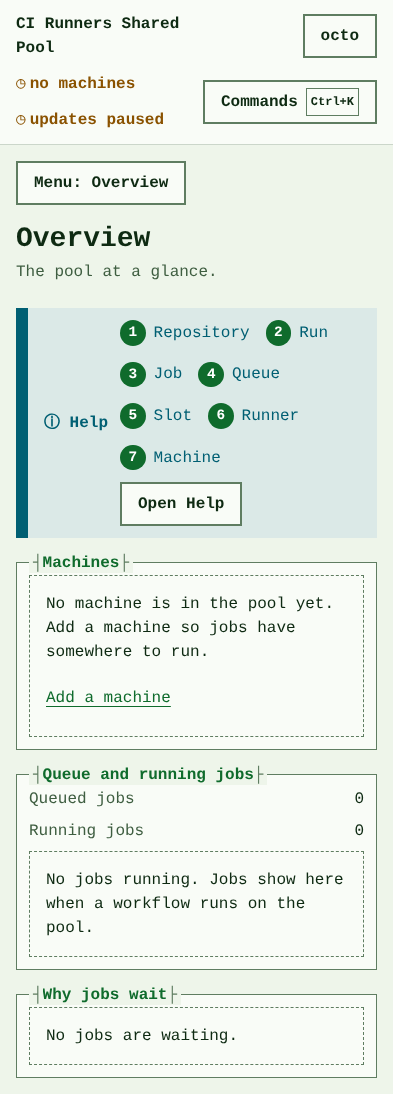 CI Runners Shared
Pool
octo
no machines
Commands Ctrl+K
updates paused
Menu: Overview
Overview
The pool at a glance.
1 Repository 2 Run
3 Job 4 Queue
Help
5 Slot 6 Runner
7 Machine
Open Help
Machines
No machine is in the pool yet.
Add a machine so jobs have
somewhere to run.
Add a machine
Queue and running jobs
Queued jobs 0
Running jobs 0
No jobs running. Jobs show here
when a workflow runs on the
pool.
Why jobs wait
No jobs are waiting.